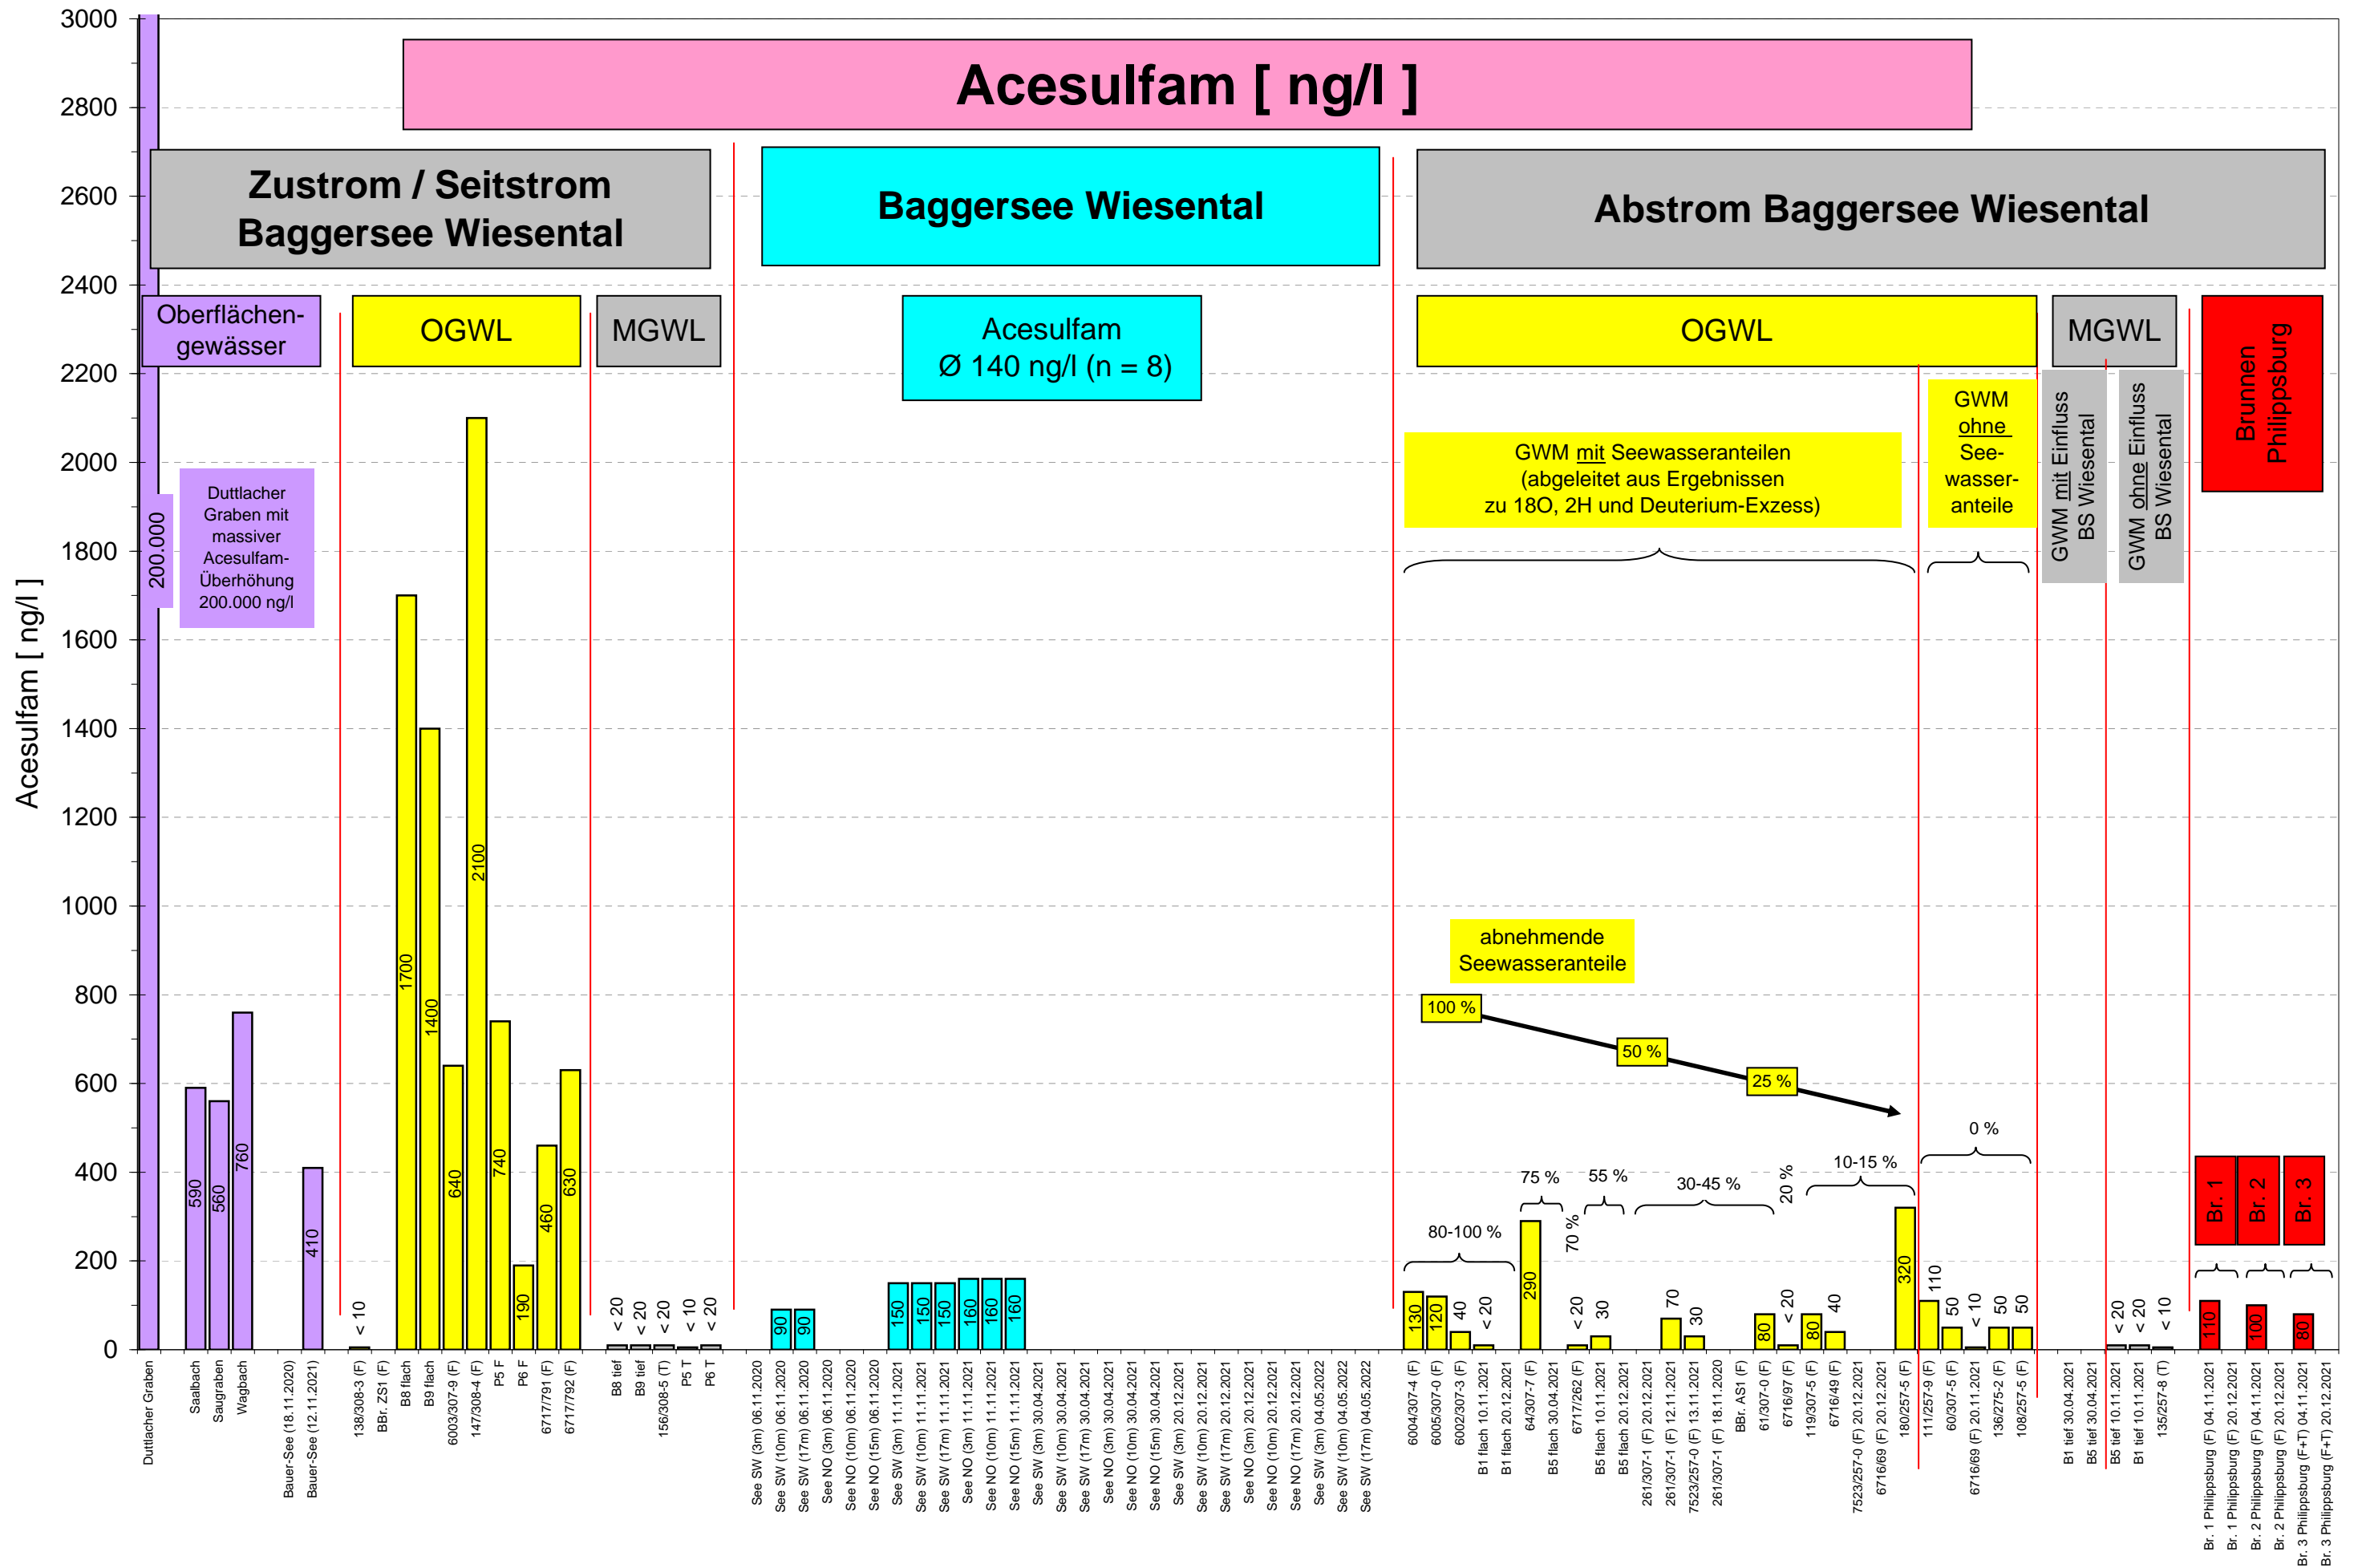 Acesulfam [ ng/l ]
Zustrom / Seitstrom
Baggersee Wiesental
Baggersee Wiesental
Abstrom Baggersee Wiesental
Oberflächen-
gewässer
OGWL
MGWL
Acesulfam
Ø 140 ng/l (n = 8)
OGWL
MGWL
Brunnen
Philippsburg
GWM mit Seewasseranteilen
(abgeleitet aus Ergebnissen
zu 18O, 2H und Deuterium-Exzess)
GWM
ohne
See-
wasser-
anteile
GWM mit Einfluss
BS Wiesental
GWM ohne Einfluss
BS Wiesental
200.000
Duttlacher
Graben mit
massiver
Acesulfam-
Überhöhung
200.000 ng/l
abnehmende
Seewasseranteile
100 %
50 %
25 %
80-100 %
75 %
70 %
55 %
30-45 %
20 %
10-15 %
0 %
Br. 1
Br. 2
Br. 3
Acesulfam [ ng/l ]
3000
2800
2600
2400
2200
2000
1800
1600
1400
1200
1000
800
600
400
200
0
590
560
760
410
< 10
1700
1400
640
2100
740
190
460
630
< 20
< 20
< 20
< 10
< 20
90
90
150
150
150
160
160
160
130
120
40
< 20
290
< 20
30
70
30
80
< 20
80
40
320
110
50
< 10
50
50
< 20
< 20
< 10
110
100
80
Duttlacher Graben
Saalbach
Saugraben
Wagbach
Bauer-See (18.11.2020)
Bauer-See (12.11.2021)
138/308-3 (F)
BBr. ZS1 (F)
B8 flach
B9 flach
6003/307-9 (F)
147/308-4 (F)
P5 F
P6 F
6717/791 (F)
6717/792 (F)
B8 tief
B9 tief
156/308-5 (T)
P5 T
P6 T
See SW (3m) 06.11.2020
See SW (10m) 06.11.2020
See SW (17m) 06.11.2020
See NO (3m) 06.11.2020
See NO (10m) 06.11.2020
See NO (15m) 06.11.2020
See SW (3m) 11.11.2021
See SW (10m) 11.11.2021
See SW (17m) 11.11.2021
See NO (3m) 11.11.2021
See NO (10m) 11.11.2021
See NO (15m) 11.11.2021
See SW (3m) 30.04.2021
See SW (10m) 30.04.2021
See SW (17m) 30.04.2021
See NO (3m) 30.04.2021
See NO (10m) 30.04.2021
See NO (15m) 30.04.2021
See SW (3m) 20.12.2021
See SW (10m) 20.12.2021
See SW (17m) 20.12.2021
See NO (3m) 20.12.2021
See NO (10m) 20.12.2021
See NO (17m) 20.12.2021
See SW (3m) 04.05.2022
See SW (10m) 04.05.2022
See SW (17m) 04.05.2022
6004/307-4 (F)
6005/307-0 (F)
6002/307-3 (F)
B1 flach 10.11.2021
B1 flach 20.12.2021
64/307-7 (F)
B5 flach 30.04.2021
6717/262 (F)
B5 flach 10.11.2021
B5 flach 20.12.2021
261/307-1 (F) 20.12.2021
261/307-1 (F) 12.11.2021
7523/257-0 (F) 13.11.2021
261/307-1 (F) 18.11.2020
BBr. AS1 (F)
61/307-0 (F)
6716/97 (F)
119/307-5 (F)
6716/49 (F)
7523/257-0 (F) 20.12.2021
6716/69 (F) 20.12.2021
180/257-5 (F)
111/257-9 (F)
60/307-5 (F)
6716/69 (F) 20.11.2021
136/275-2 (F)
108/257-5 (F)
B1 tief 30.04.2021
B5 tief 30.04.2021
B5 tief 10.11.2021
B1 tief 10.11.2021
135/257-8 (T)
Br. 1 Philippsburg (F) 04.11.2021
Br. 1 Philippsburg (F) 20.12.2021
Br. 2 Philippsburg (F) 04.11.2021
Br. 2 Philippsburg (F) 20.12.2021
Br. 3 Philippsburg (F+T) 04.11.2021
Br. 3 Philippsburg (F+T) 20.12.2021